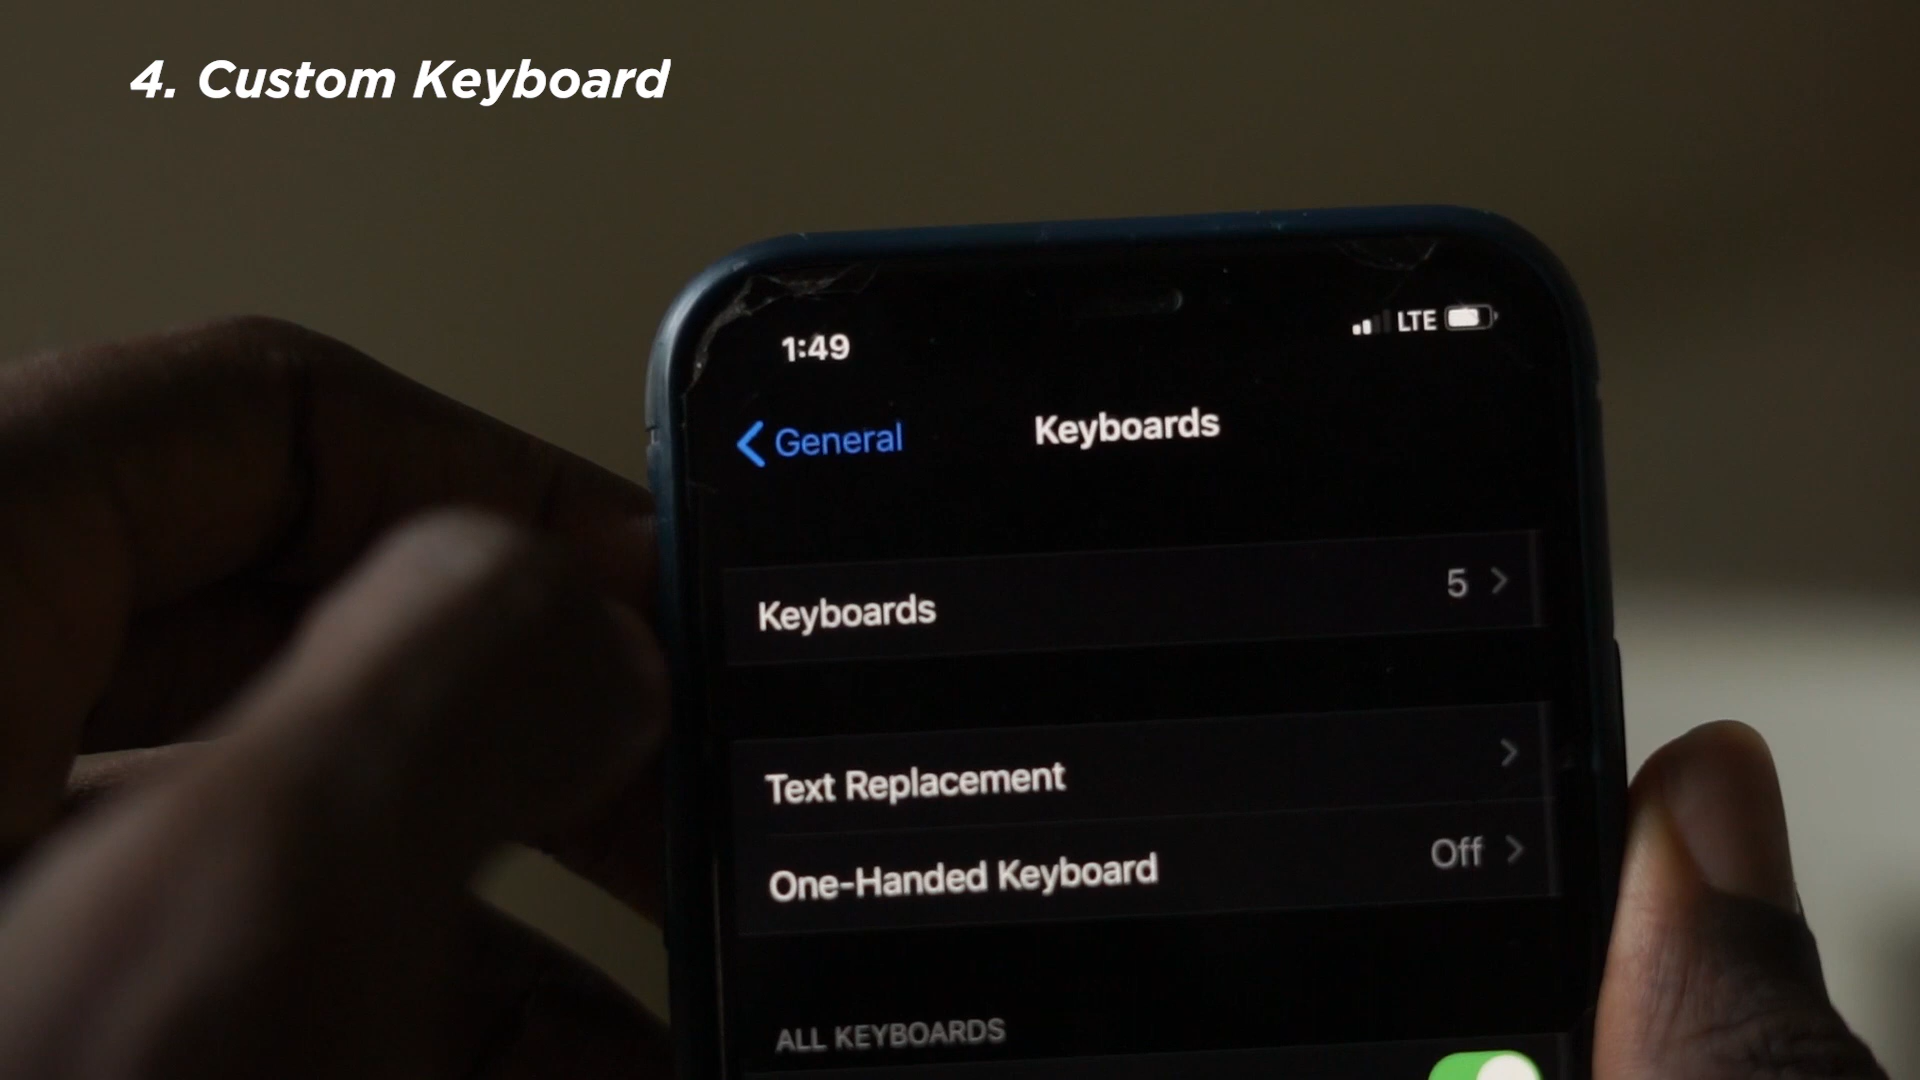 4. Custom Keyboard
1:49
LTE
General
Keyboards
Keyboards 5
Text Replacement
One-Handed Keyboard Off
ALL KEYBOARDS